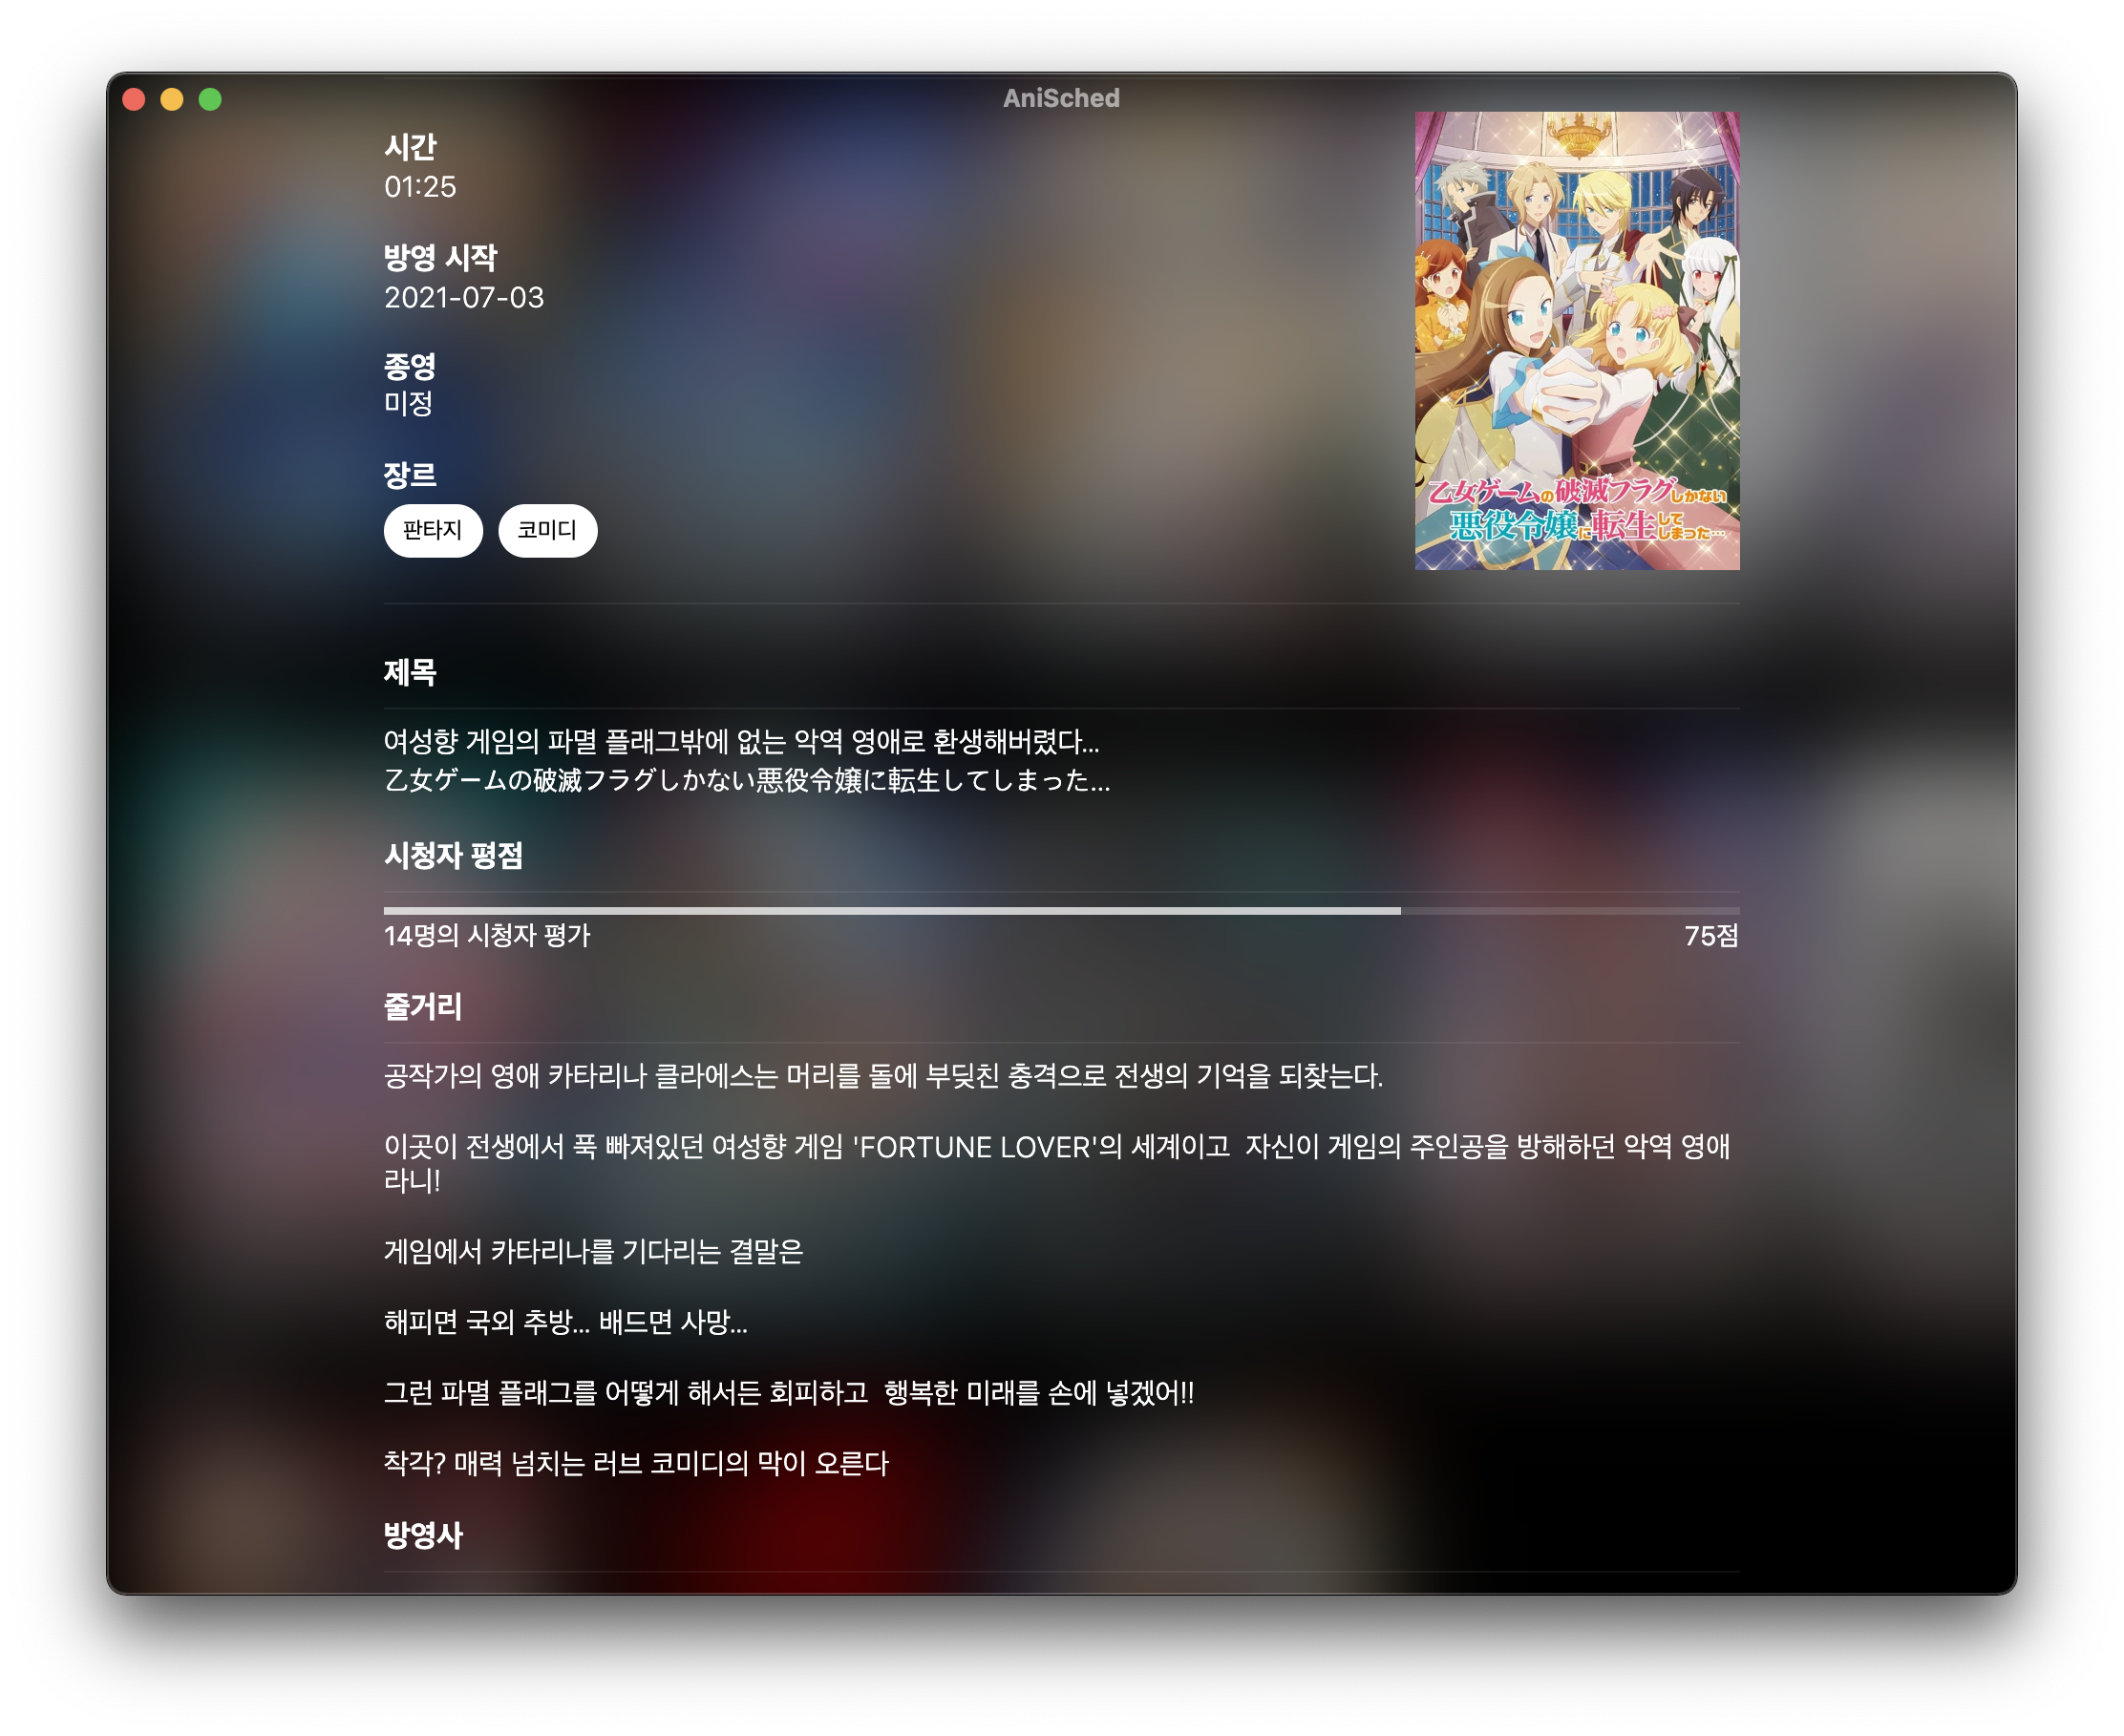 AniSched
시간
01:25
방영 시작
2021-07-03
종영
미정
장르
판타지 코미디
乙女ゲームの破滅フラグしかない
悪役令嬢に転生してしまった…
제목
여성향 게임의 파멸 플래그밖에 없는 악역 영애로 환생해버렸다...
乙女ゲームの破滅フラグしかない悪役令嬢に転生してしまった...
시청자 평점
14명의 시청자 평가 75점
줄거리
공작가의 영애 카타리나 클라에스는 머리를 돌에 부딪친 충격으로 전생의 기억을 되찾는다.
이곳이 전생에서 푹 빠져있던 여성향 게임 'FORTUNE LOVER'의 세계이고  자신이 게임의 주인공을 방해하던 악역 영애
라니!
게임에서 카타리나를 기다리는 결말은
해피면 국외 추방... 배드면 사망...
그런 파멸 플래그를 어떻게 해서든 회피하고  행복한 미래를 손에 넣겠어!!
착각? 매력 넘치는 러브 코미디의 막이 오른다
방영사